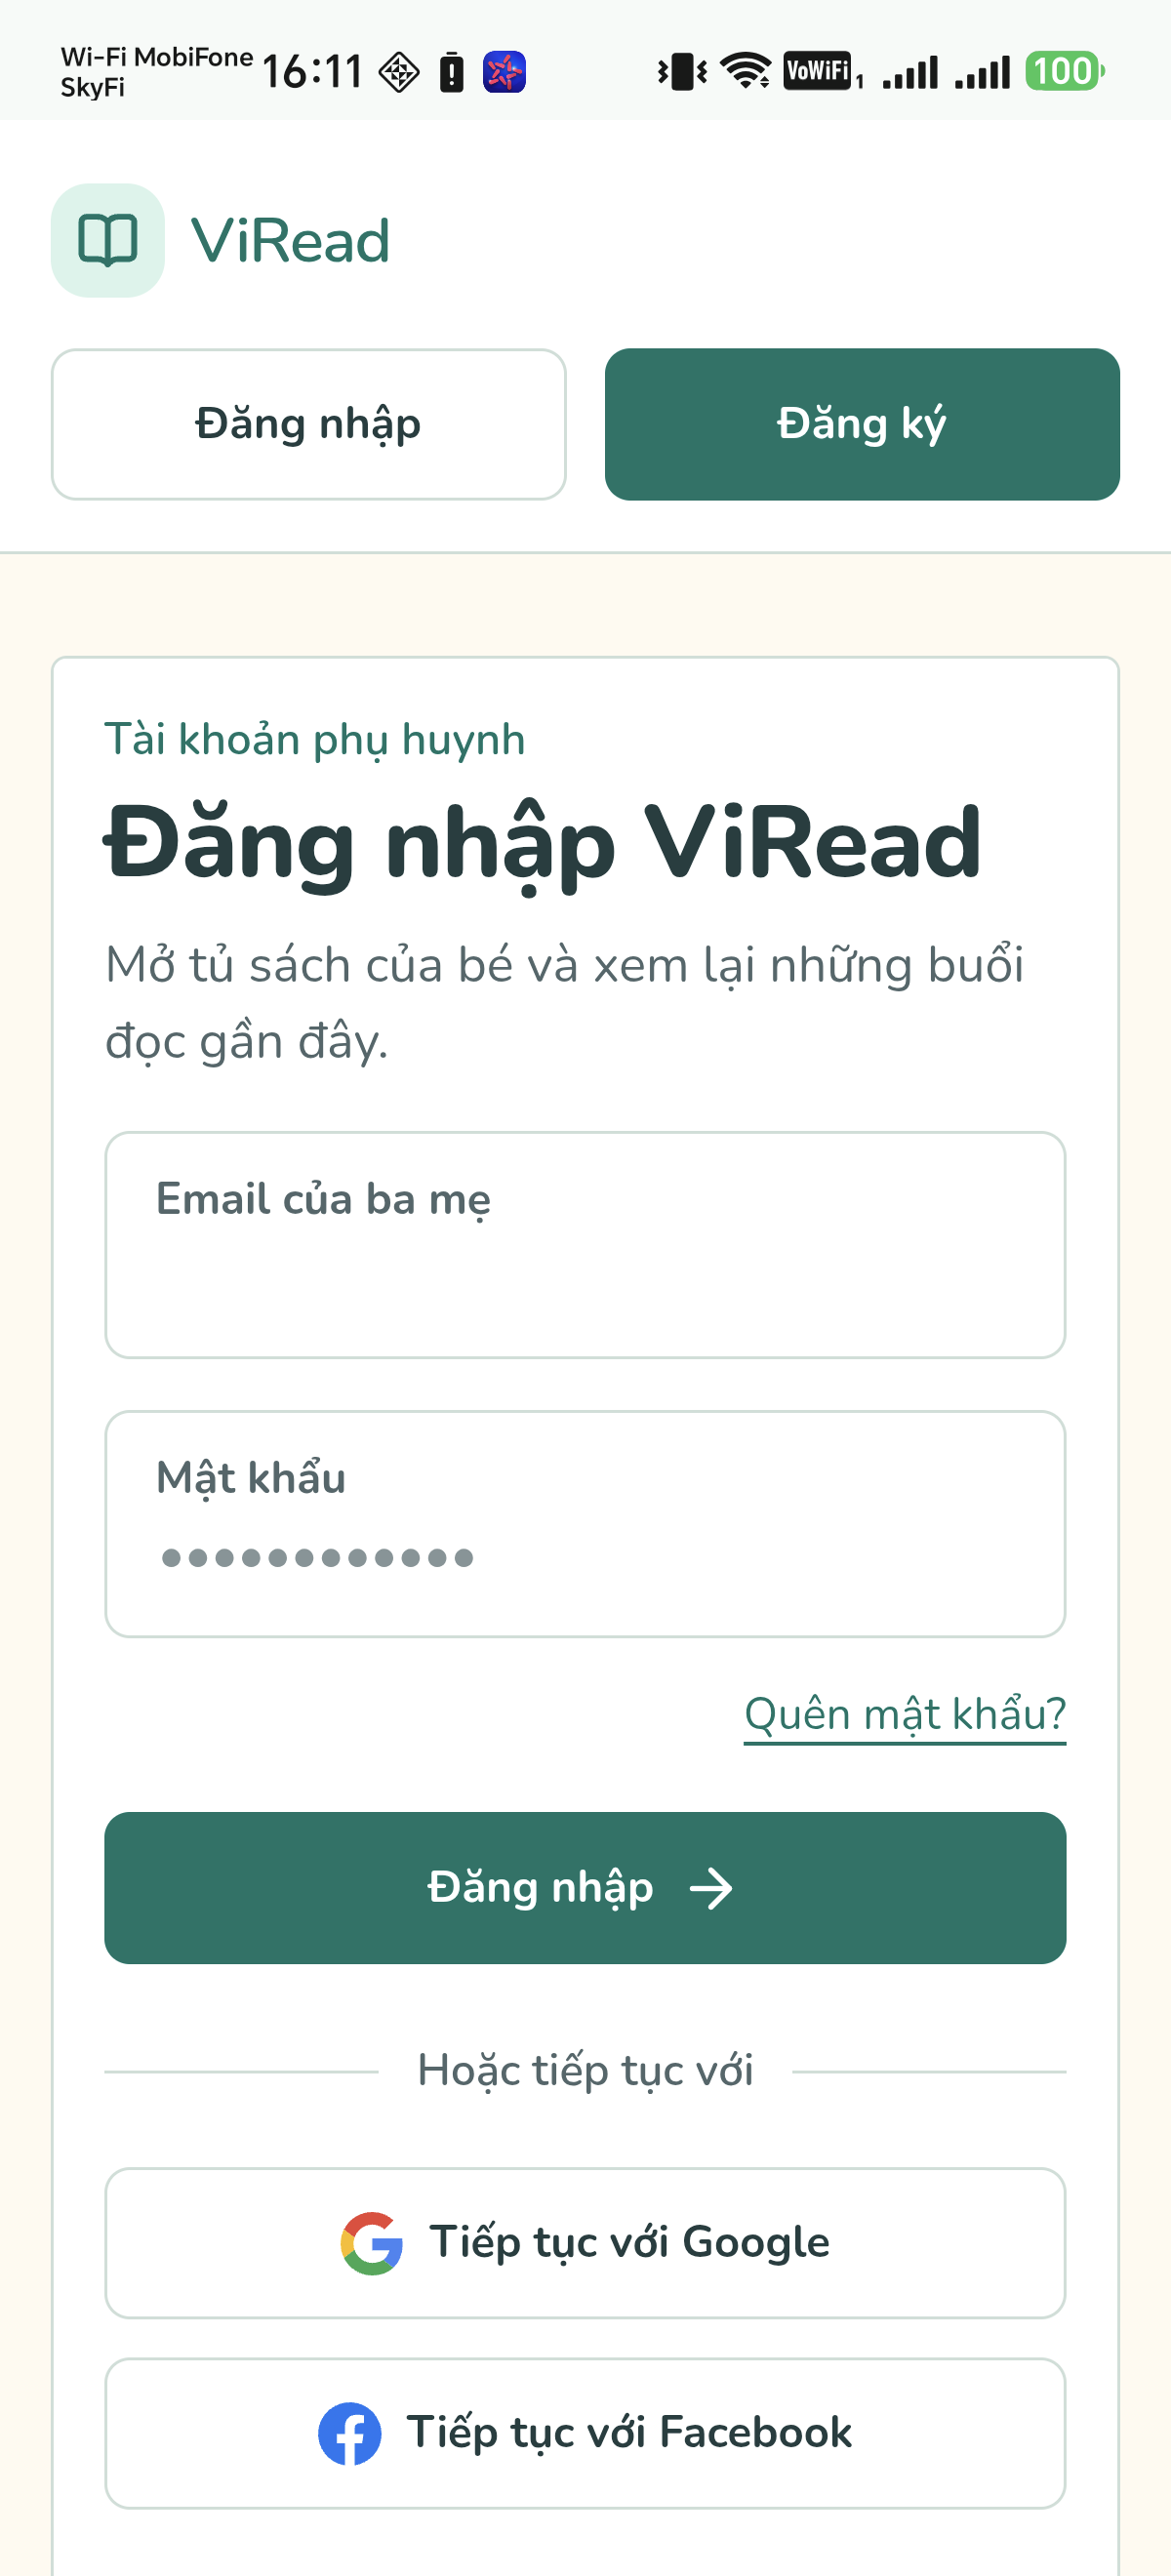 Wi-Fi MobiFone
SkyFi
16:11
VoWiFi 1
100
ViRead
Đăng nhập
Đăng ký
Tài khoản phụ huynh
Đăng nhập ViRead
Mở tủ sách của bé và xem lại những buổi
đọc gần đây.
Email của ba mẹ
Mật khẩu
••••••••••••
Quên mật khẩu?
Đăng nhập →
Hoặc tiếp tục với
Tiếp tục với Google
Tiếp tục với Facebook